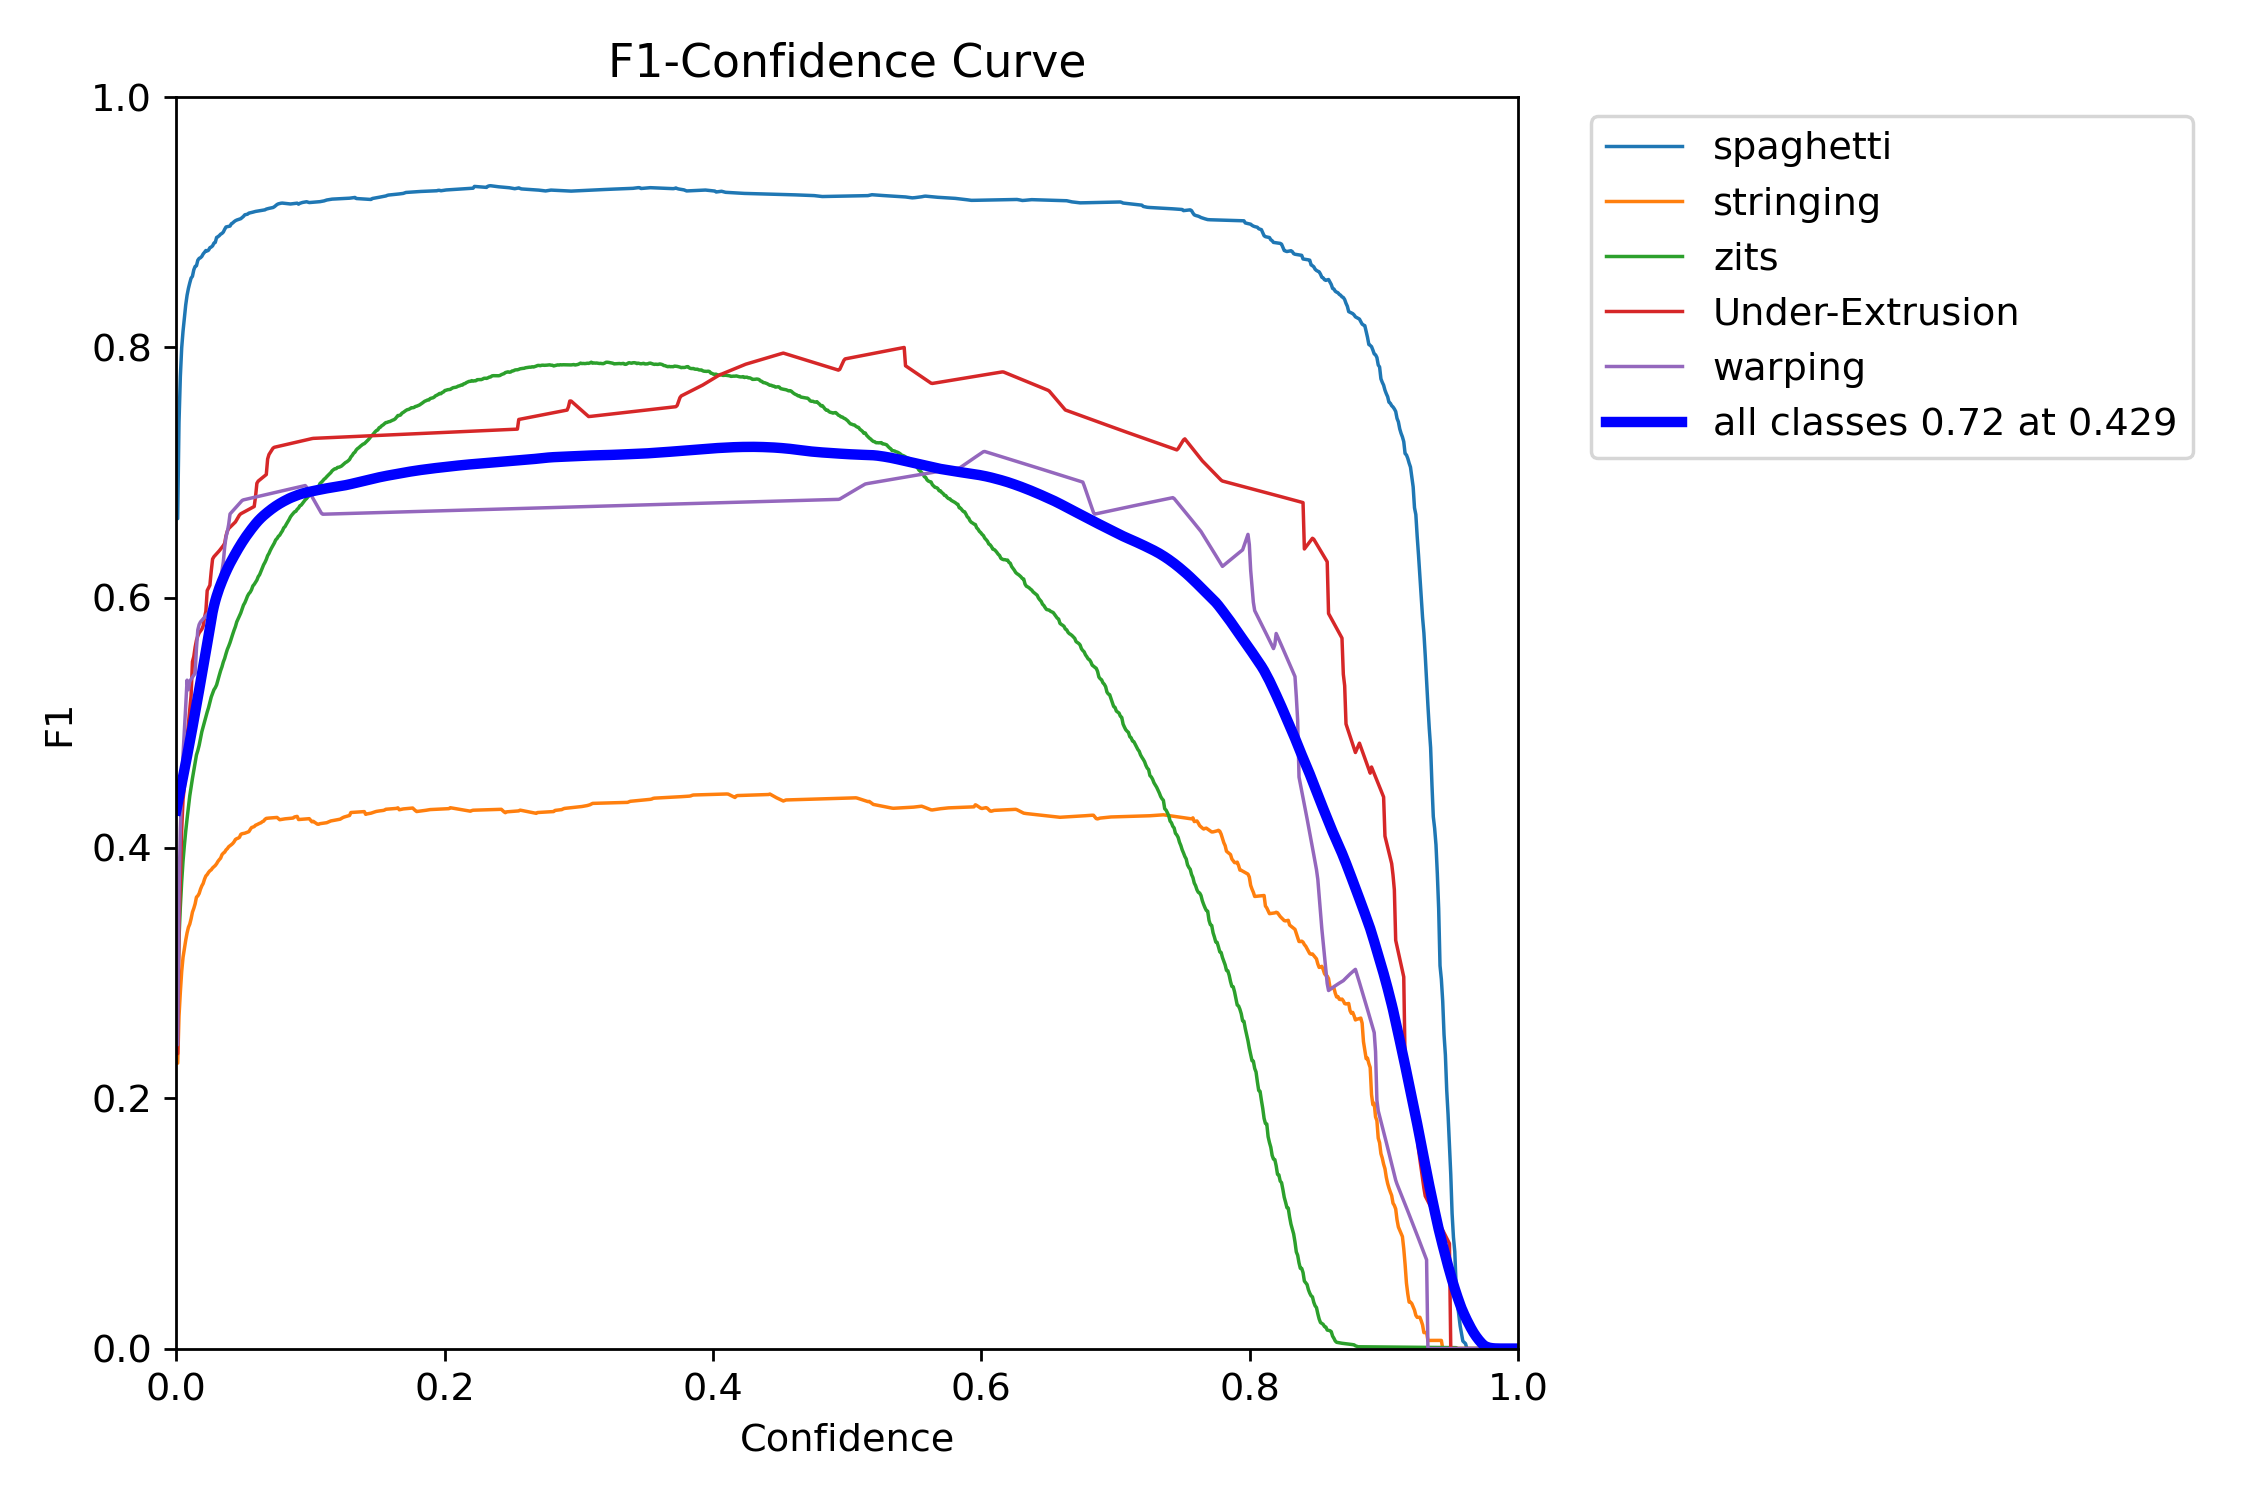 F1-Confidence Curve
1.0
0.8
0.6
0.4
0.2
0.0
F1
0.0 0.2 0.4 0.6 0.8 1.0
Confidence
spaghetti
stringing
zits
Under-Extrusion
warping
all classes 0.72 at 0.429